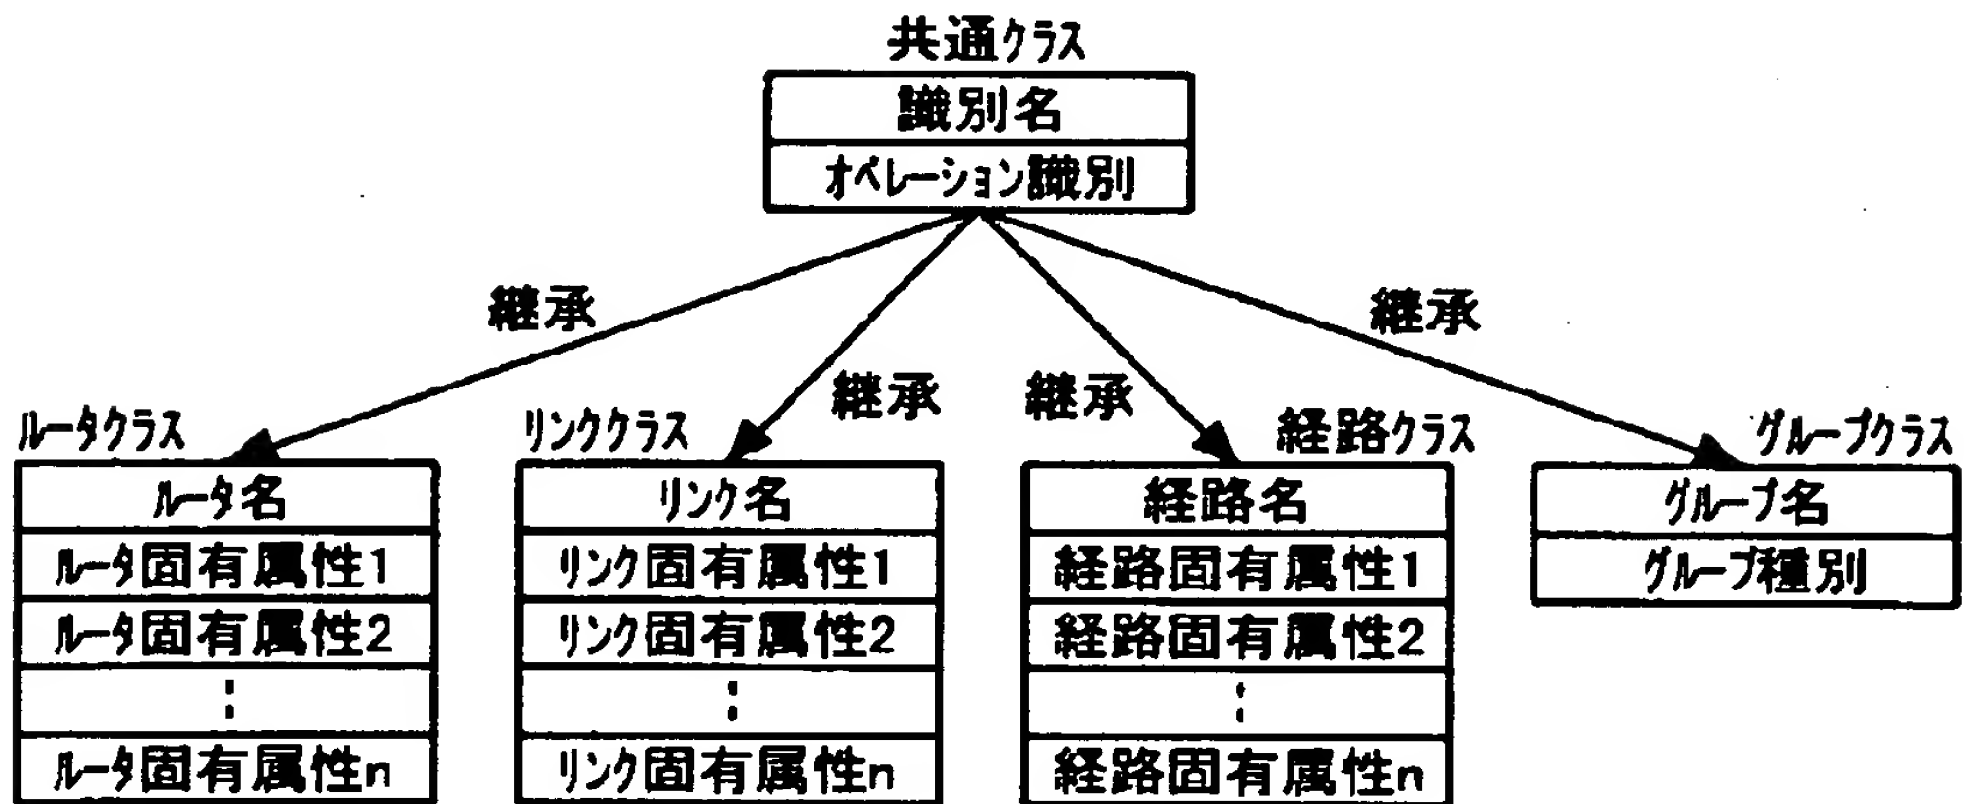 共通クラス
識別名
オペレーション識別
継承
継承
継承
継承
ルータクラス
ルータ名
ルータ固有属性1
ルータ固有属性2
⋮
ルータ固有属性n
リンククラス
リンク名
リンク固有属性1
リンク固有属性2
⋮
リンク固有属性n
経路クラス
経路名
経路固有属性1
経路固有属性2
⋮
経路固有属性n
グループクラス
グループ名
グループ種別